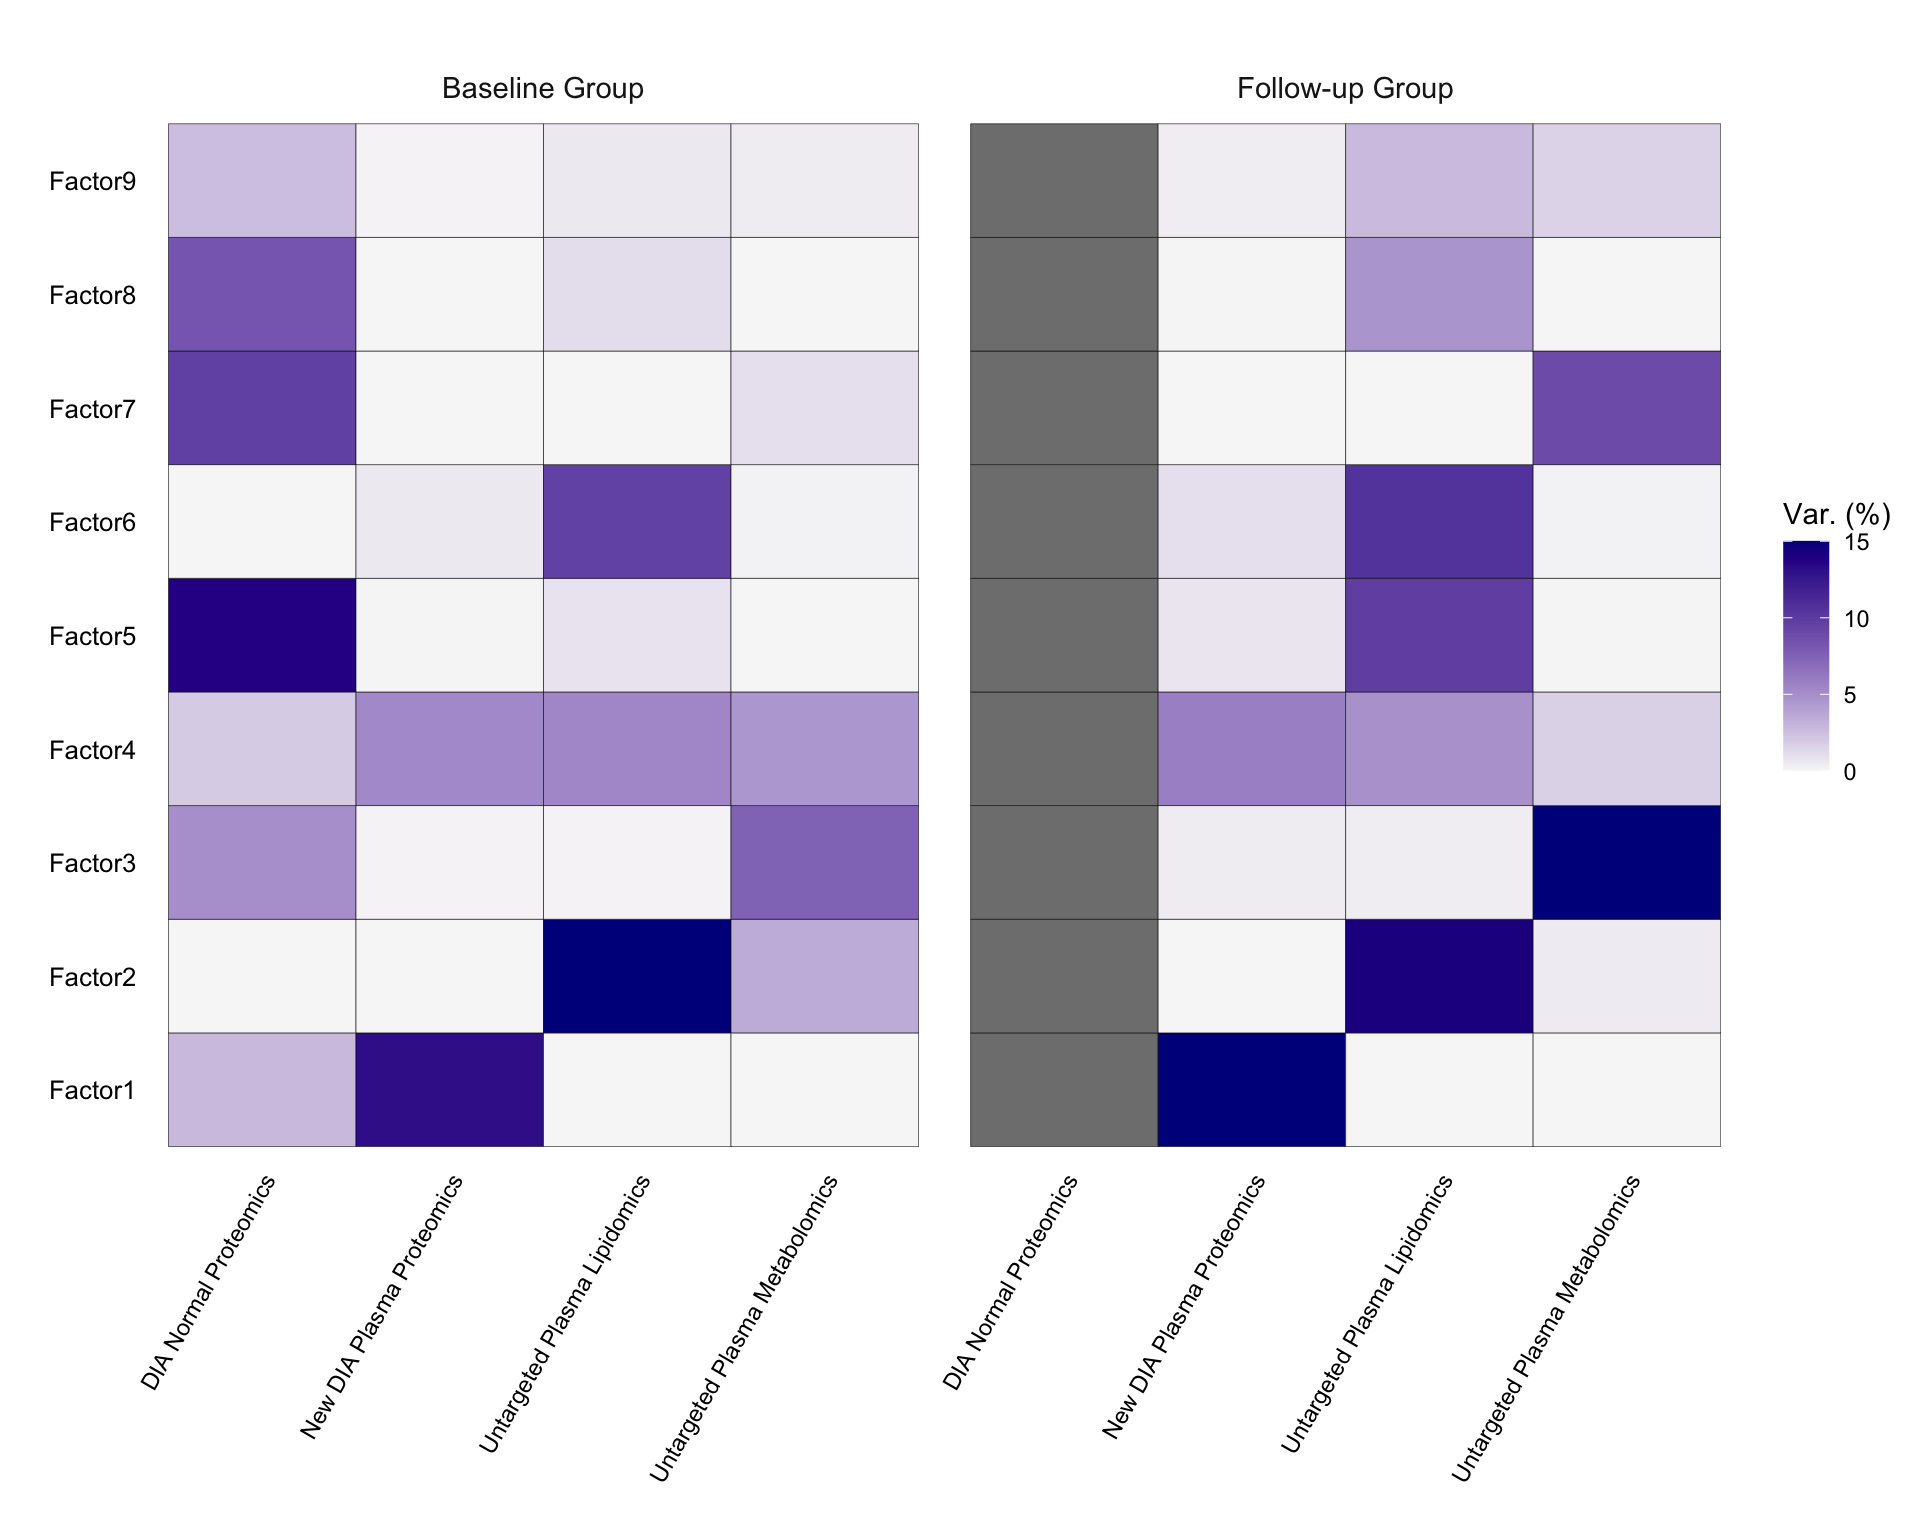 Baseline Group
Follow-up Group
Factor9
Factor8
Factor7
Factor6
Factor5
Factor4
Factor3
Factor2
Factor1
Var. (%)
15
10
5
0
DIA Normal Proteomics
New DIA Plasma Proteomics
Untargeted Plasma Lipidomics
Untargeted Plasma Metabolomics
DIA Normal Proteomics
New DIA Plasma Proteomics
Untargeted Plasma Lipidomics
Untargeted Plasma Metabolomics